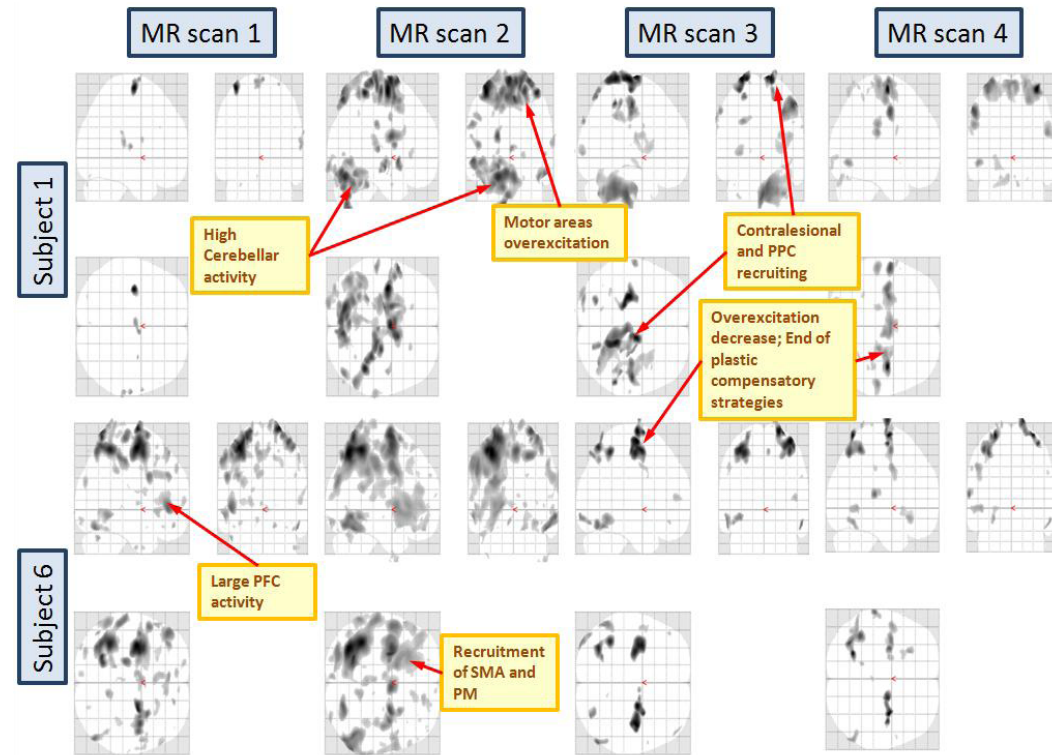 MR scan 1
MR scan 2
MR scan 3
MR scan 4
Subject 1
High
Cerebellar
activity
Motor areas
overexcitation
Contralesional
and PPC
recruiting
Overexcitation
decrease; End of
plastic
compensatory
strategies
Subject 6
Large PFC
activity
Recruitment
of SMA and
PM